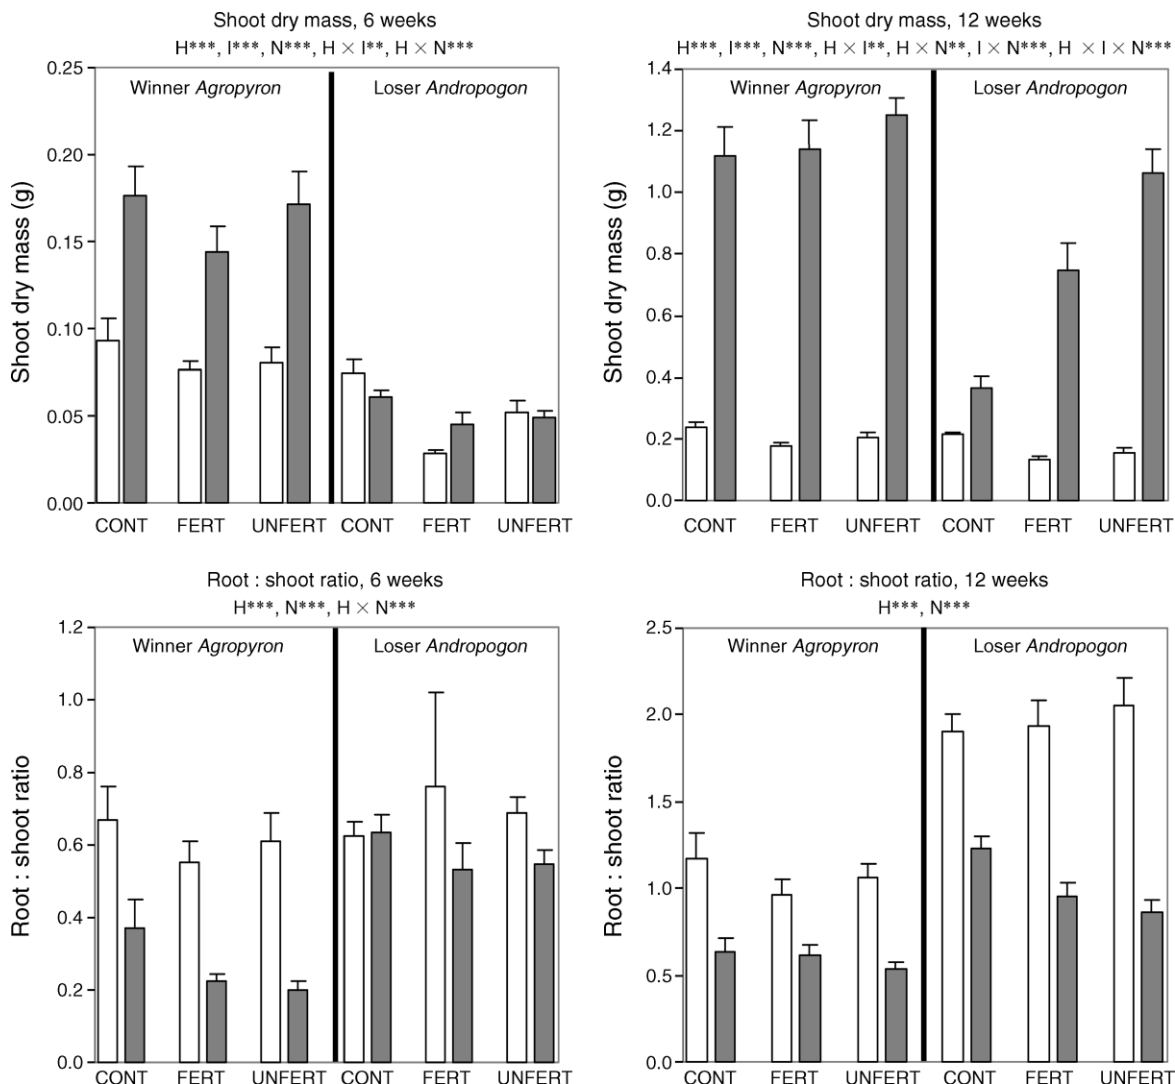 Shoot dry mass, 6 weeks
H***, I***, N***, H × I**, H × N***
Winner Agropyron
Loser Andropogon
Shoot dry mass (g)
0.25
0.20
0.15
0.10
0.05
0.00
CONT FERT UNFERT CONT FERT UNFERT
Shoot dry mass, 12 weeks
H***, I***, N***, H × I**, H × N**, I × N***, H × I × N***
Winner Agropyron
Loser Andropogon
Shoot dry mass (g)
1.4
1.2
1.0
0.8
0.6
0.4
0.2
0.0
CONT FERT UNFERT CONT FERT UNFERT
Root : shoot ratio, 6 weeks
H***, N***, H × N***
Winner Agropyron
Loser Andropogon
Root : shoot ratio
1.2
1.0
0.8
0.6
0.4
0.2
0.0
CONT FERT UNFERT CONT FERT UNFERT
Root : shoot ratio, 12 weeks
H***, N***
Winner Agropyron
Loser Andropogon
Root : shoot ratio
2.5
2.0
1.5
1.0
0.5
0.0
CONT FERT UNFERT CONT FERT UNFERT